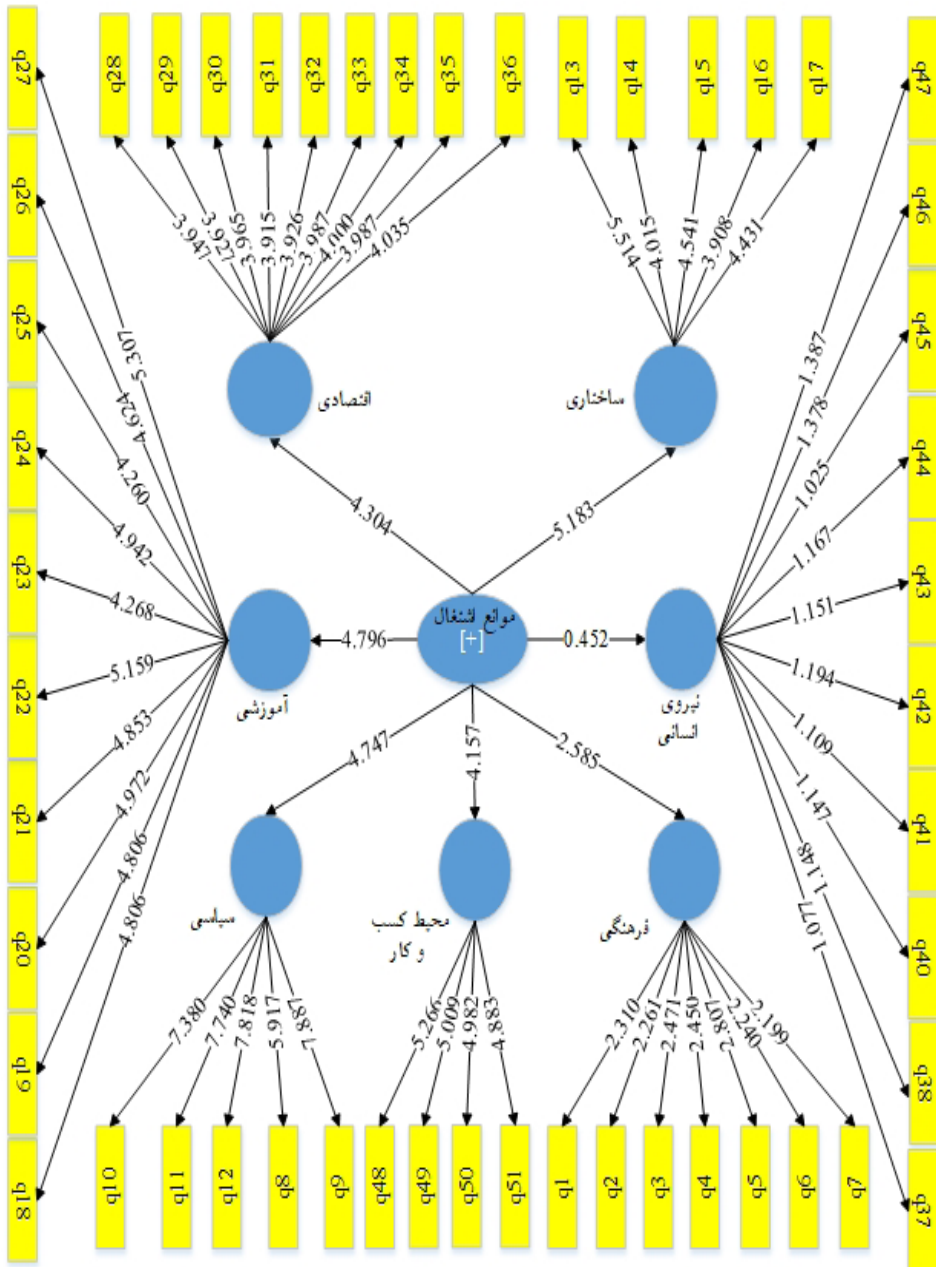 q28
q29
q30
q31
q32
q33
q34
q35
q36
q13
q14
q15
q16
q17
3.947
3.927
3.965
3.915
3.926
3.987
4.000
3.987
4.035
5.514
4.015
4.541
3.908
4.431
q27
q26
q25
q24
q23
q22
q21
q20
q19
q18
5.307
4.624
4.260
4.942
4.268
5.159
4.853
4.972
4.806
4.806
اقتصادی
ساختاری
4.304
5.183
موانع اشتغال
[+]
4.796
0.452
آموزشی
نیروی
انسانی
4.747
4.157
2.585
سیاسی
محیط کسب
و کار
فرهنگی
q47
q46
q45
q44
q43
q42
q41
q40
q38
q37
1.387
1.378
1.025
1.167
1.151
1.194
1.109
1.147
1.148
1.077
7.380
7.740
7.818
5.917
7.887
5.266
5.009
4.982
4.883
2.310
2.261
2.471
2.450
2.807
2.240
2.199
q10
q11
q12
q8
q9
q48
q49
q50
q51
q1
q2
q3
q4
q5
q6
q7